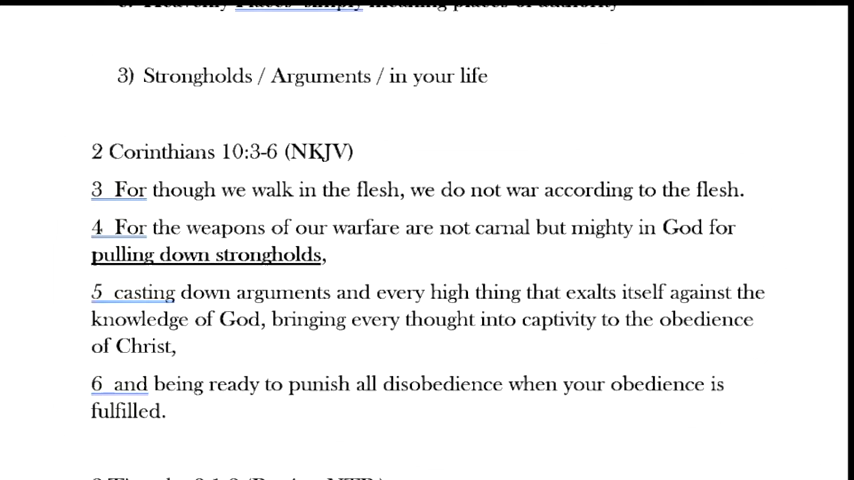 3) Strongholds / Arguments / in your life
2 Corinthians 10:3-6 (NKJV)
3 For though we walk in the flesh, we do not war according to the flesh.
4 For the weapons of our warfare are not carnal but mighty in God for
pulling down strongholds,
5 casting down arguments and every high thing that exalts itself against the
knowledge of God, bringing every thought into captivity to the obedience
of Christ,
6 and being ready to punish all disobedience when your obedience is
fulfilled.